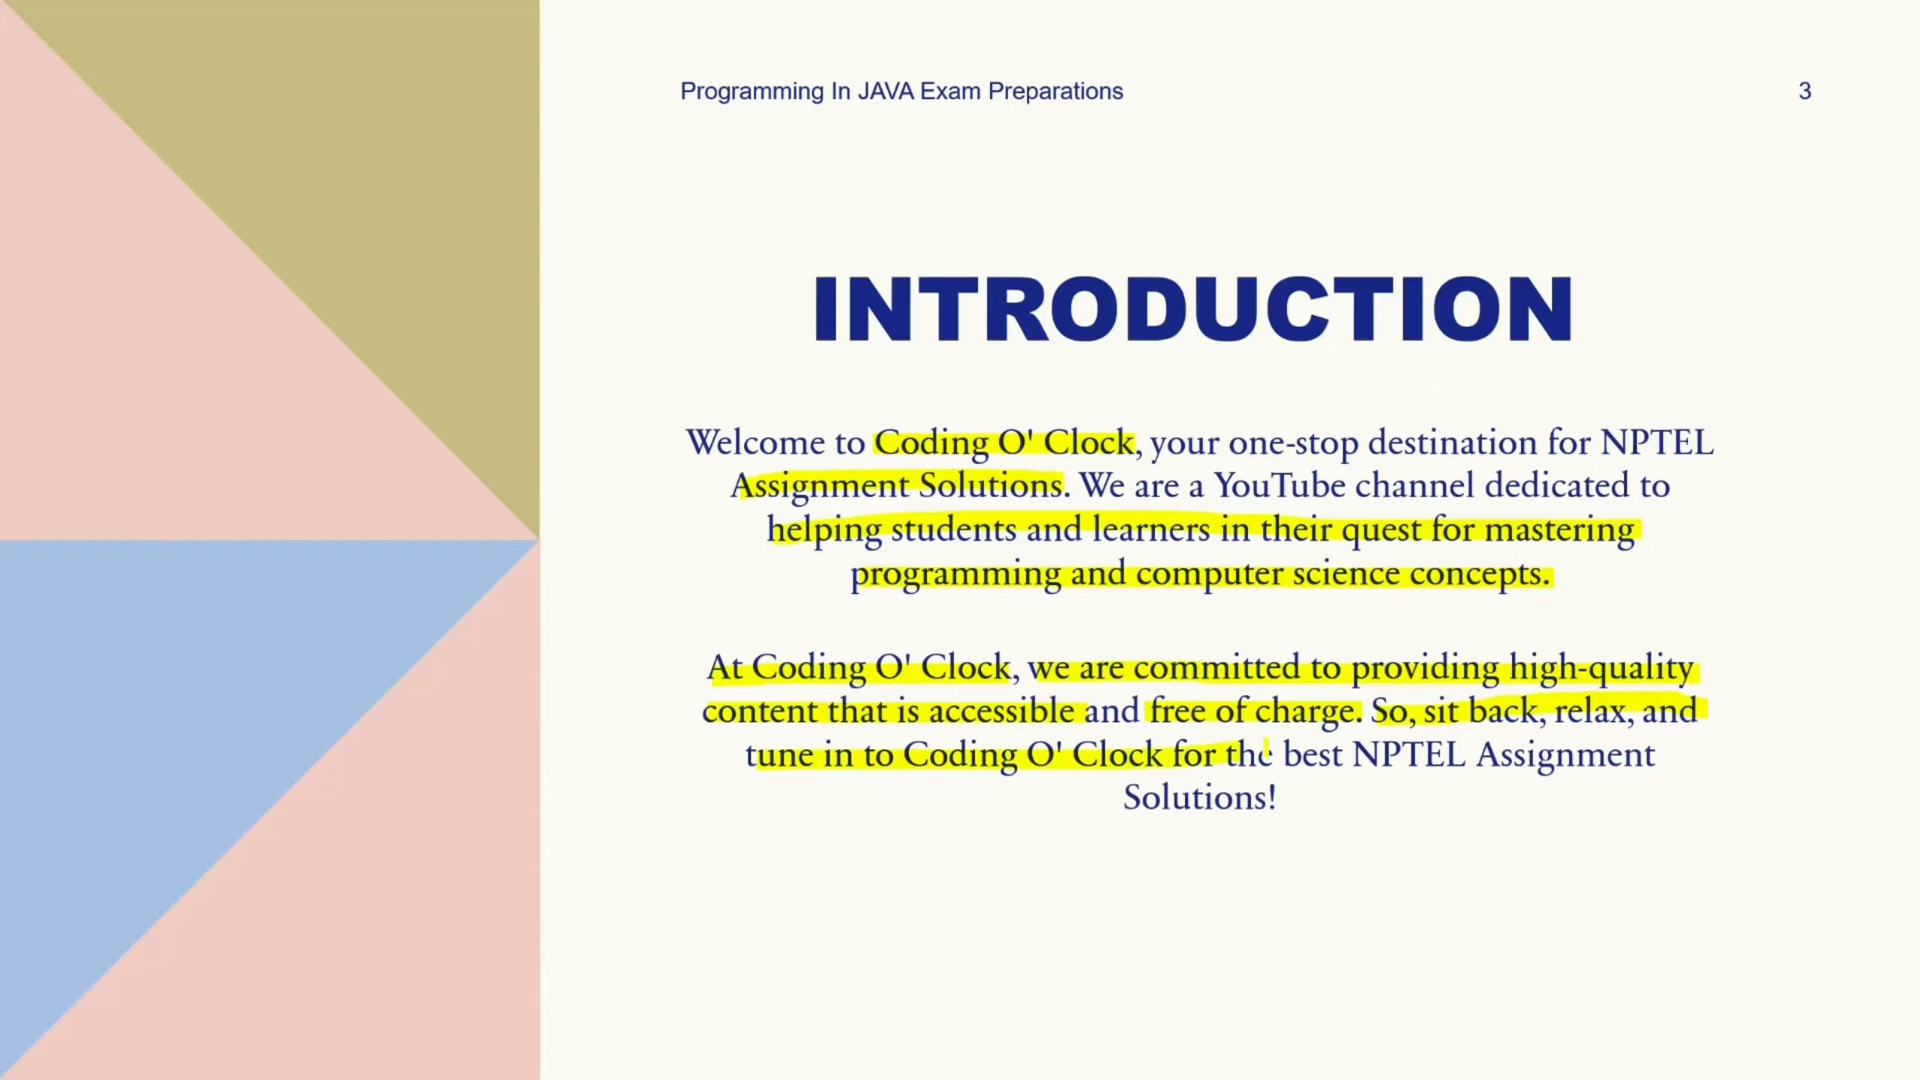 Programming In JAVA Exam Preparations
3
INTRODUCTION
Welcome to Coding O' Clock, your one-stop destination for NPTEL
Assignment Solutions. We are a YouTube channel dedicated to
helping students and learners in their quest for mastering
programming and computer science concepts.
At Coding O' Clock, we are committed to providing high-quality
content that is accessible and free of charge. So, sit back, relax, and
tune in to Coding O' Clock for the best NPTEL Assignment
Solutions!